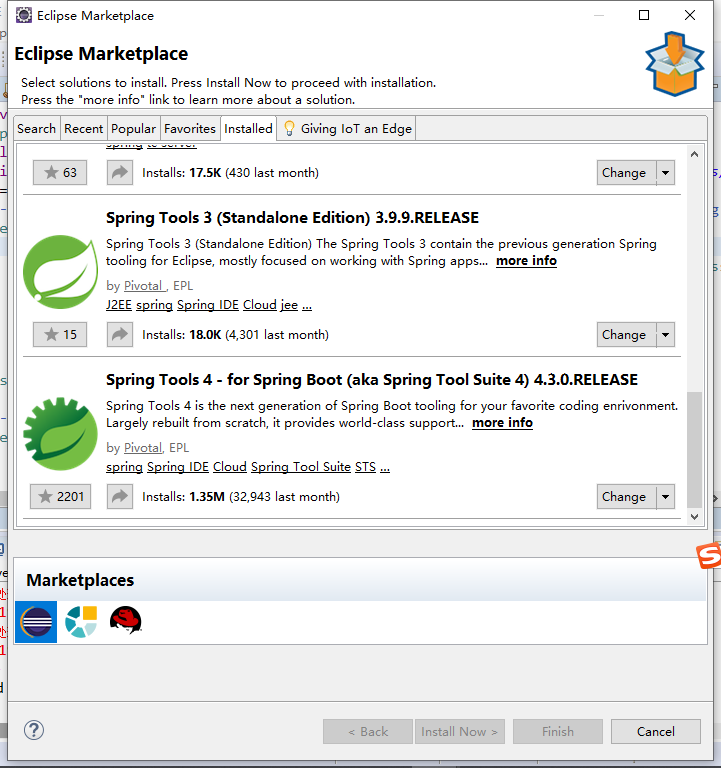 Eclipse Marketplace
Eclipse Marketplace
Select solutions to install. Press Install Now to proceed with installation.
Press the "more info" link to learn more about a solution.
Search Recent Popular Favorites Installed Giving IoT an Edge
spring tc server
63 Installs: 17.5K (430 last month) Change
Spring Tools 3 (Standalone Edition) 3.9.9.RELEASE
Spring Tools 3 (Standalone Edition) The Spring Tools 3 contain the previous generation Spring
tooling for Eclipse, mostly focused on working with Spring apps... more info
by Pivotal , EPL
J2EE spring Spring IDE Cloud jee ...
15 Installs: 18.0K (4,301 last month) Change
Spring Tools 4 - for Spring Boot (aka Spring Tool Suite 4) 4.3.0.RELEASE
Spring Tools 4 is the next generation of Spring Boot tooling for your favorite coding enrivonment.
Largely rebuilt from scratch, it provides world-class support... more info
by Pivotal, EPL
spring Spring IDE Cloud Spring Tool Suite STS ...
2201 Installs: 1.35M (32,943 last month) Change
Marketplaces
? < Back Install Now > Finish Cancel